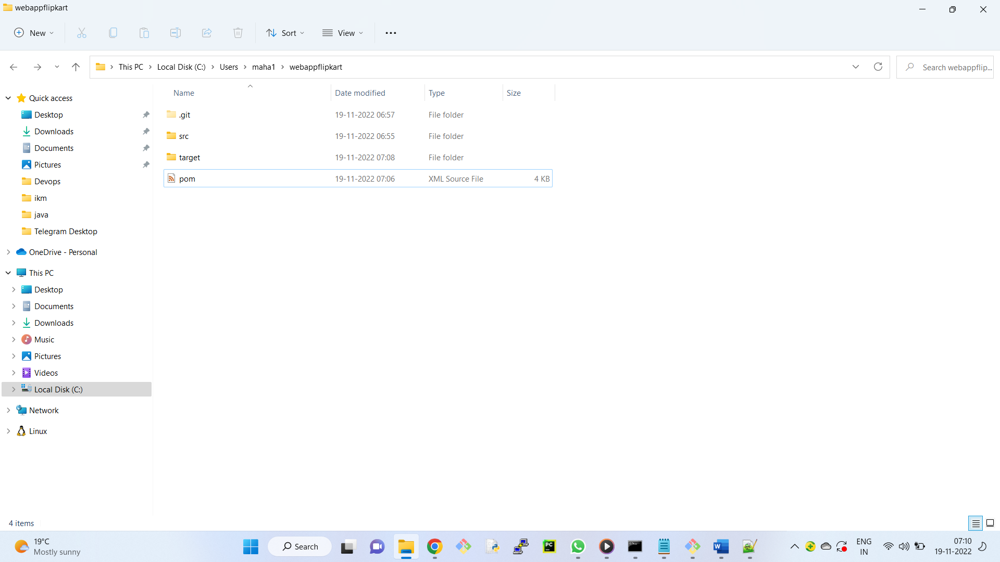 webappflipkart
New
Sort
View
This PC
Local Disk (C:)
Users
maha1
webappflipkart
Search webappflip...
Name
Date modified
Type
Size
.git
19-11-2022 06:57
File folder
src
19-11-2022 06:55
File folder
target
19-11-2022 07:08
File folder
pom
19-11-2022 07:06
XML Source File
4 KB
Quick access
Desktop
Downloads
Documents
Pictures
Devops
ikm
java
Telegram Desktop
OneDrive - Personal
This PC
Desktop
Documents
Downloads
Music
Pictures
Videos
Local Disk (C:)
Network
Linux
4 items
19°C
Mostly sunny
Search
PC
W
ENG
IN
07:10
19-11-2022